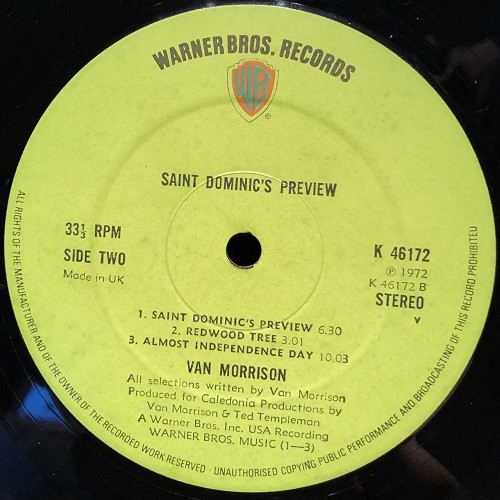 WARNER BROS. RECORDS
WB
®
SAINT DOMINIC'S PREVIEW
33⅓ RPM
SIDE TWO
Made in UK
K 46172
℗ 1972
K 46172 B
STEREO
V
1. SAINT DOMINIC'S PREVIEW 6.30
2. REDWOOD TREE 3.01
3. ALMOST INDEPENDENCE DAY 10.03
VAN MORRISON
All selections written by Van Morrison
Produced for Caledonia Productions by
Van Morrison & Ted Templeman
A Warner Bros. Inc. USA Recording
WARNER BROS. MUSIC (1—3)
ALL RIGHTS OF THE MANUFACTURER AND OF THE OWNER OF THE RECORDED WORK RESERVED · UNAUTHORISED COPYING PUBLIC PERFORMANCE AND BROADCASTING OF THIS RECORD PROHIBITED